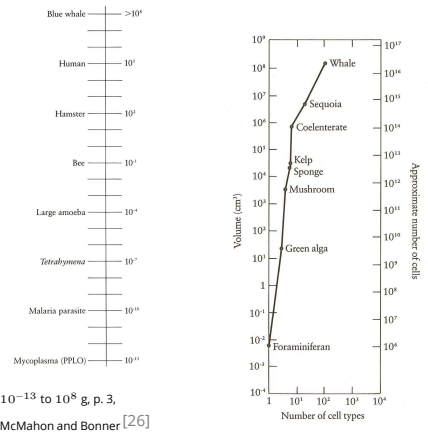 Blue whale >10⁸
Human
Hamster 10²
Bee 10⁻¹
Large amoeba 10⁻⁴
Tetrahymena 10⁻⁷
Malaria parasite 10⁻¹⁰
Mycoplasma (PPLO) 10⁻¹³
10⁻¹³ to 10⁸ g, p. 3,
McMahon and Bonner [26]
Volume (cm³)
10⁹
10⁸
10⁷
10⁶
10⁵
10⁴
10³
10²
10¹
1
10⁻²
10⁻³
10⁻⁴
Whale
Sequoia
Coelenterate
Kelp
Sponge
Mushroom
Green alga
Foraminiferan
10¹⁷
10¹⁶
10¹⁵
10¹⁴
10¹³
10¹²
10¹¹
10¹⁰
10⁹
10⁸
10⁷
10⁶
Approximate number of cells
1 10¹ 10² 10³ 10⁴
Number of cell types